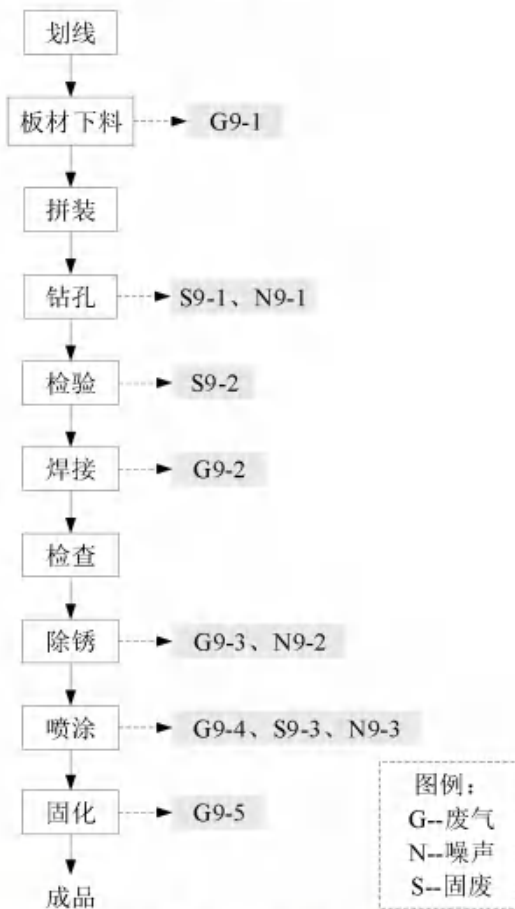 划线
板材下料 G9-1
拼装
钻孔 S9-1、N9-1
检验 S9-2
焊接 G9-2
检查
除锈 G9-3、N9-2
喷涂 G9-4、S9-3、N9-3
固化 G9-5
成品
图例：
G--废气
N--噪声
S--固废